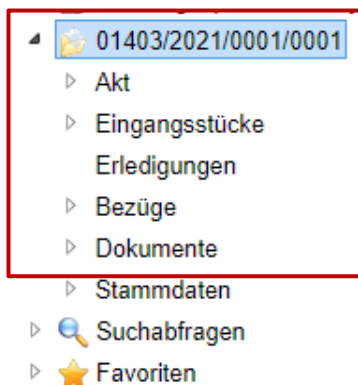 01403/2021/0001/0001
Akt
Eingangsstücke
Erledigungen
Bezüge
Dokumente
Stammdaten
Suchabfragen
Favoriten